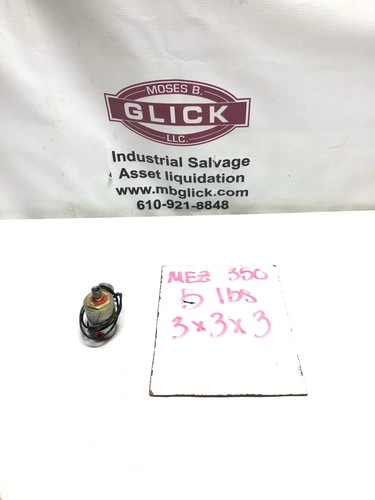 MOSES B.
GLICK
LLC.
Industrial Salvage
Asset liquidation
www.mbglick.com
610-921-8848
MEZ 350
5 lbs
3x3x3